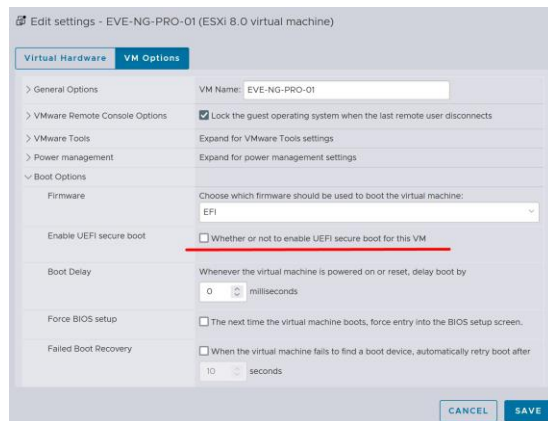 Edit settings - EVE-NG-PRO-01 (ESXi 8.0 virtual machine)
Virtual Hardware VM Options
General Options VM Name: EVE-NG-PRO-01
VMware Remote Console Options Lock the guest operating system when the last remote user disconnects
VMware Tools Expand for VMware Tools settings
Power management Expand for power management settings
Boot Options
Firmware Choose which firmware should be used to boot the virtual machine:
EFI
Enable UEFI secure boot Whether or not to enable UEFI secure boot for this VM
Boot Delay Whenever the virtual machine is powered on or reset, delay boot by
0 milliseconds
Force BIOS setup The next time the virtual machine boots, force entry into the BIOS setup screen.
Failed Boot Recovery When the virtual machine fails to find a boot device, automatically retry boot after
10 seconds
CANCEL SAVE